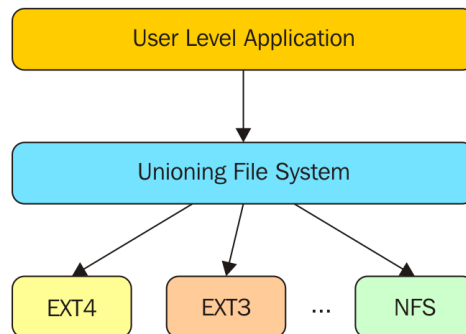 User Level Application
Unioning File System
EXT4 EXT3 ... NFS